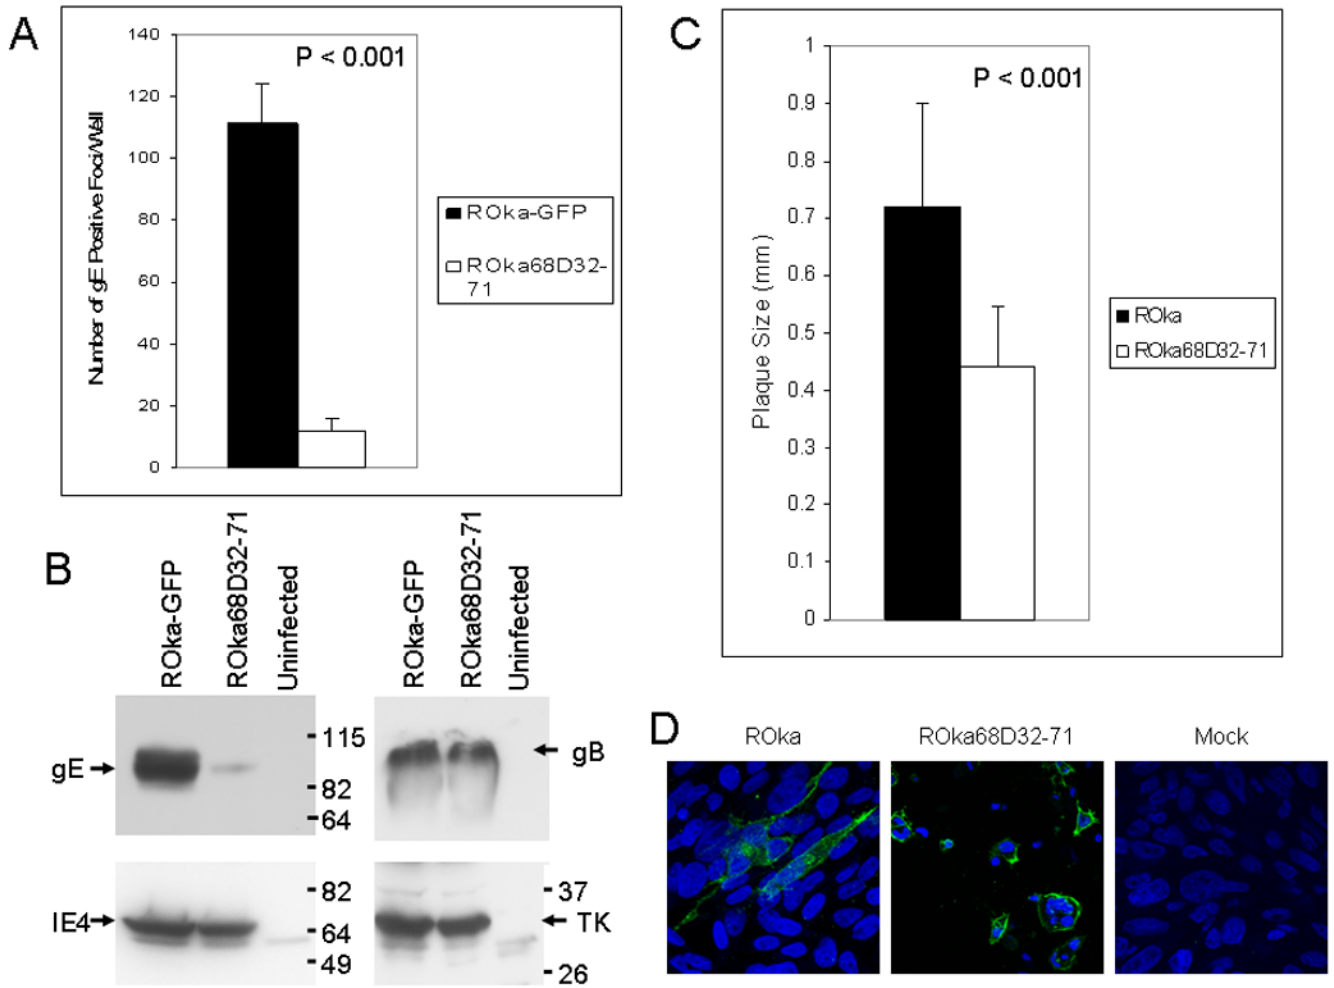 A
140
120
100
80
60
40
20
0
Number of gE Positive Foci/Well
P < 0.001
ROka-GFP
ROka68D32-
71
B
ROka-GFP
ROka68D32-71
Uninfected
gE
115
82
64
IE4
82
64
49
ROka-GFP
ROka68D32-71
Uninfected
gB
37
TK
26
C
1
0.9
0.8
0.7
0.6
0.5
0.4
0.3
0.2
0.1
0
Plaque Size (mm)
P < 0.001
ROka
ROka68D32-71
D
ROka
ROka68D32-71
Mock